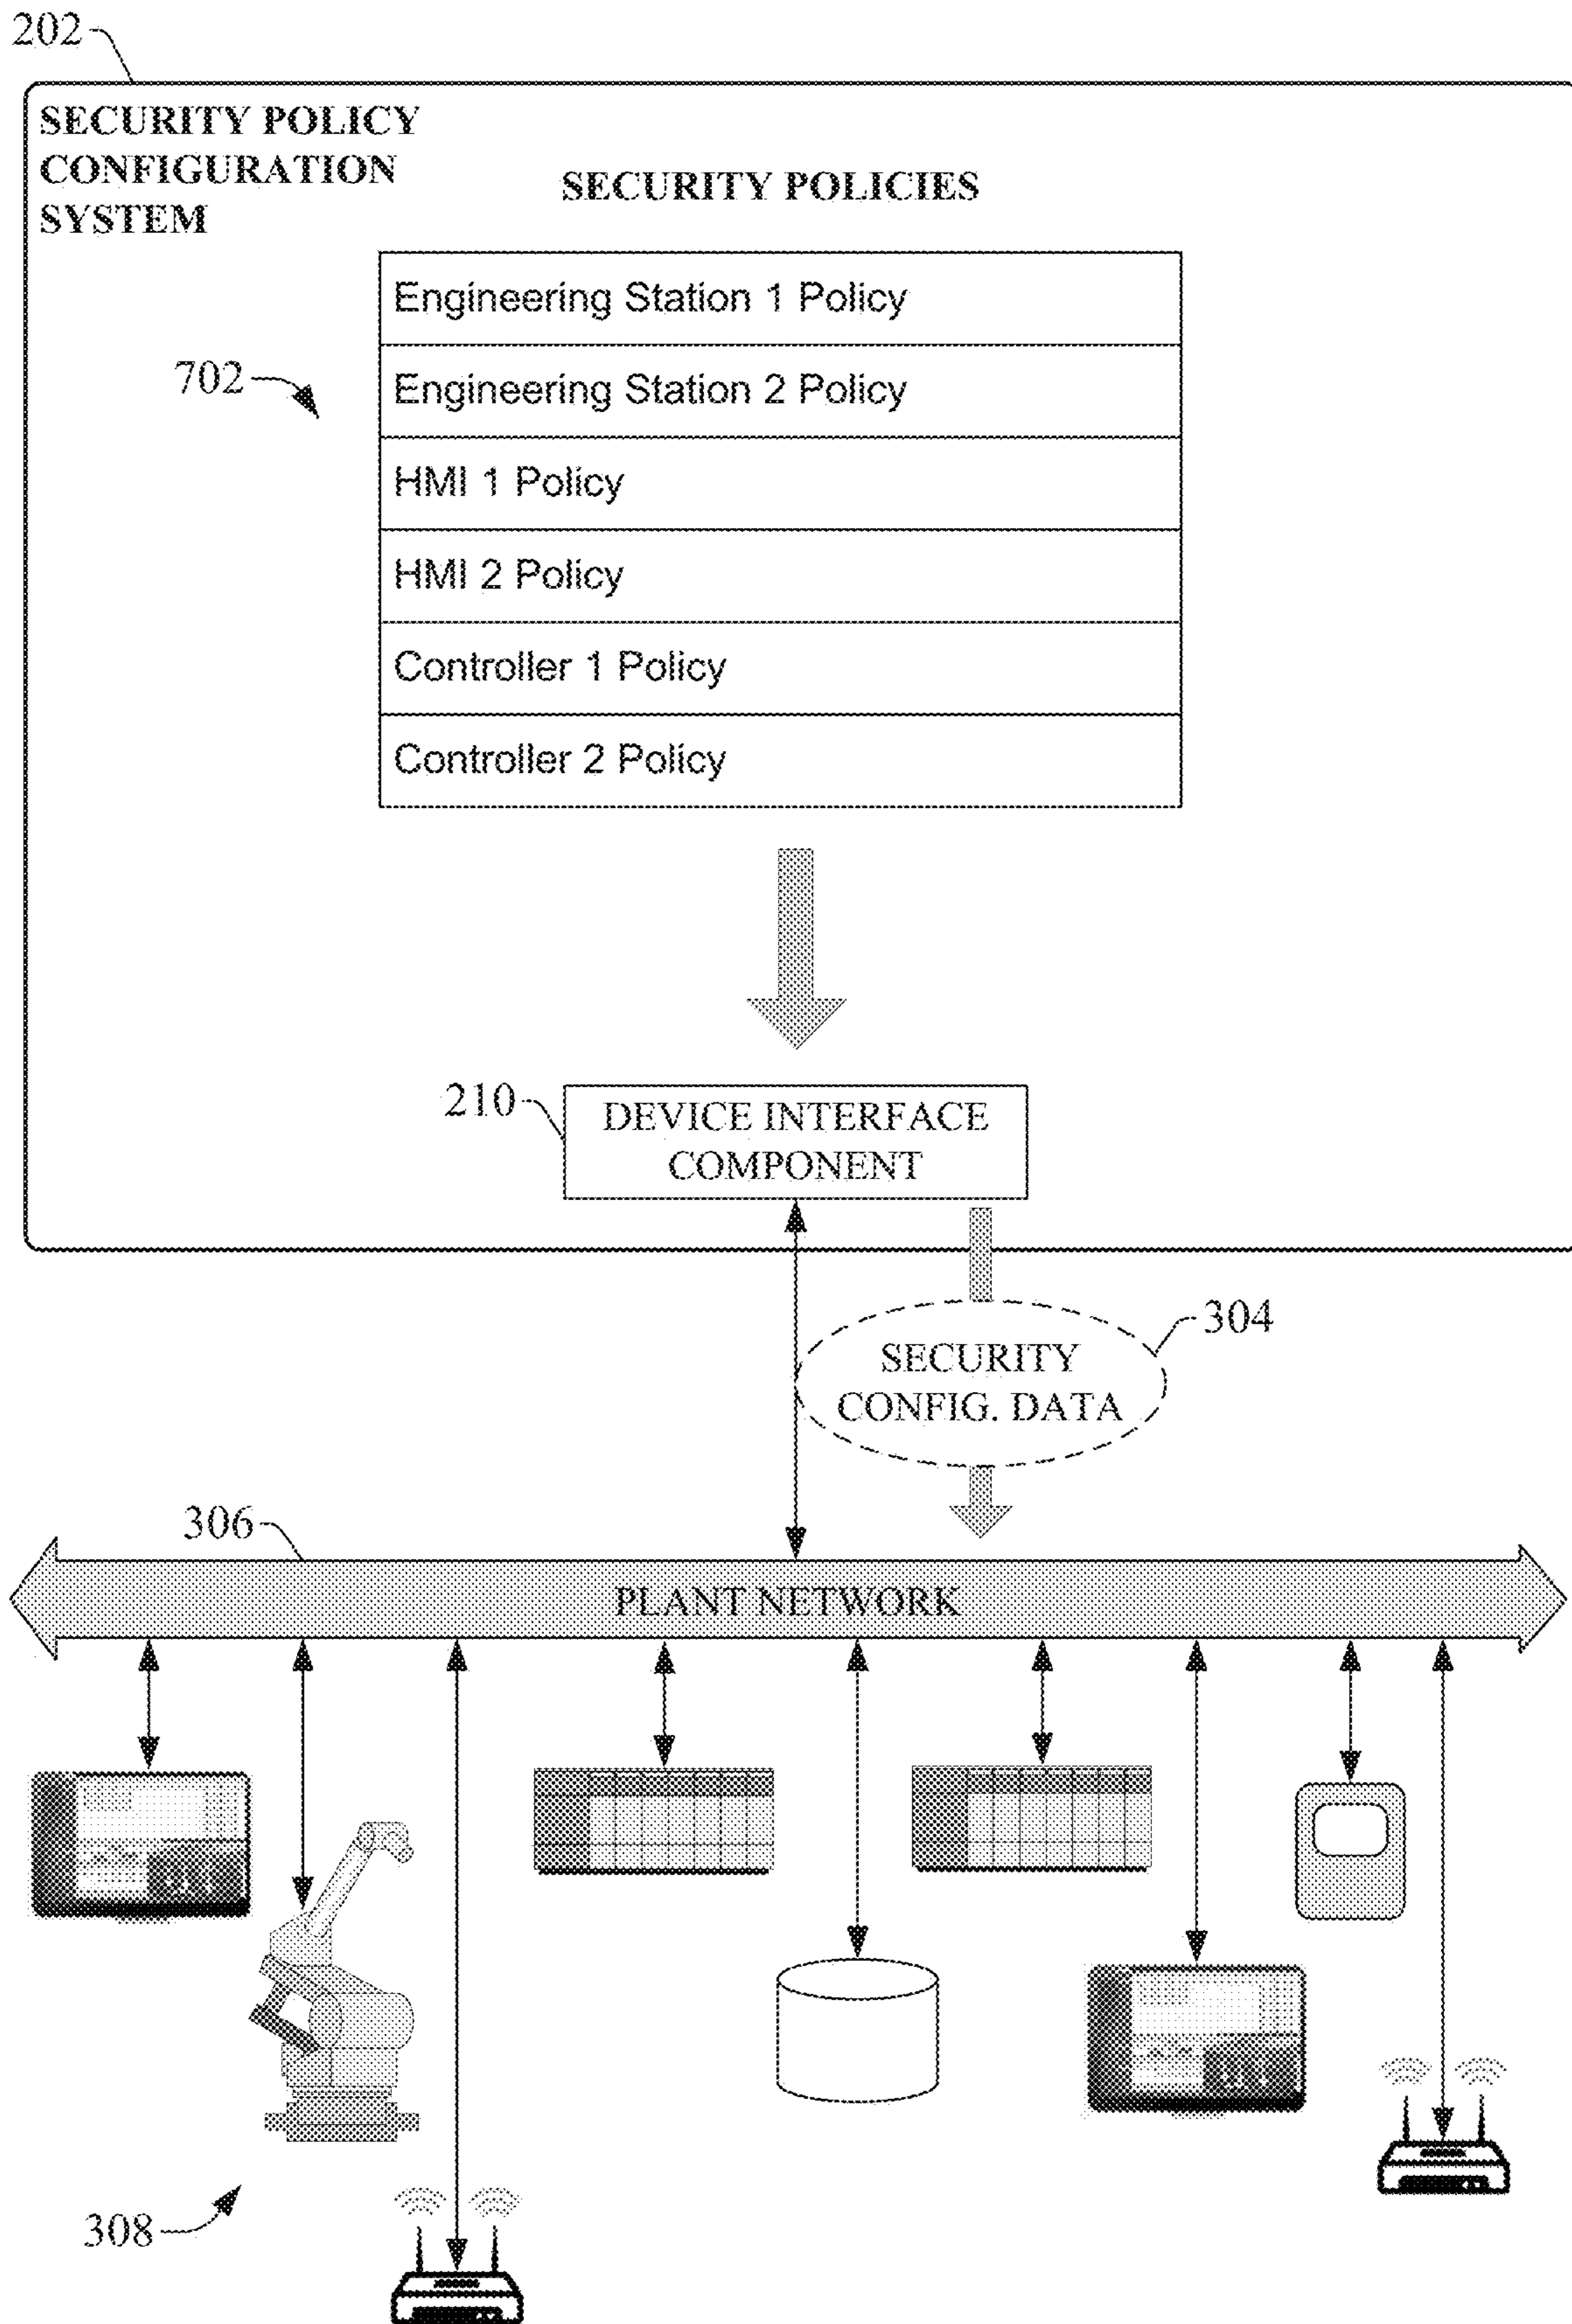 202
SECURITY POLICY
CONFIGURATION
SYSTEM
SECURITY POLICIES
Engineering Station 1 Policy
702
Engineering Station 2 Policy
HMI 1 Policy
HMI 2 Policy
Controller 1 Policy
Controller 2 Policy
210
DEVICE INTERFACE
COMPONENT
304
SECURITY
CONFIG. DATA
306
PLANT NETWORK
308